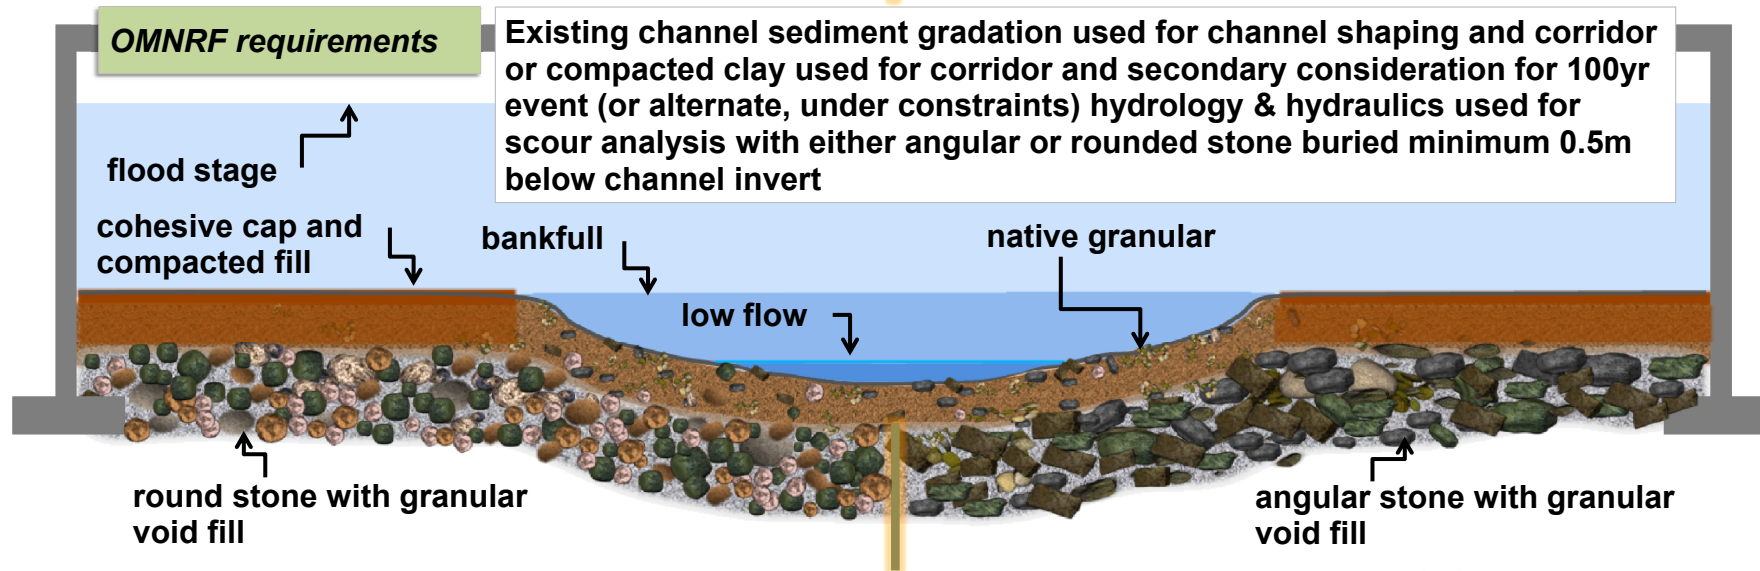 OMNRF requirements
Existing channel sediment gradation used for channel shaping and corridor
or compacted clay used for corridor and secondary consideration for 100yr
event (or alternate, under constraints) hydrology & hydraulics used for
scour analysis with either angular or rounded stone buried minimum 0.5m
below channel invert
flood stage
cohesive cap and
compacted fill
bankfull
native granular
low flow
round stone with granular
void fill
angular stone with granular
void fill